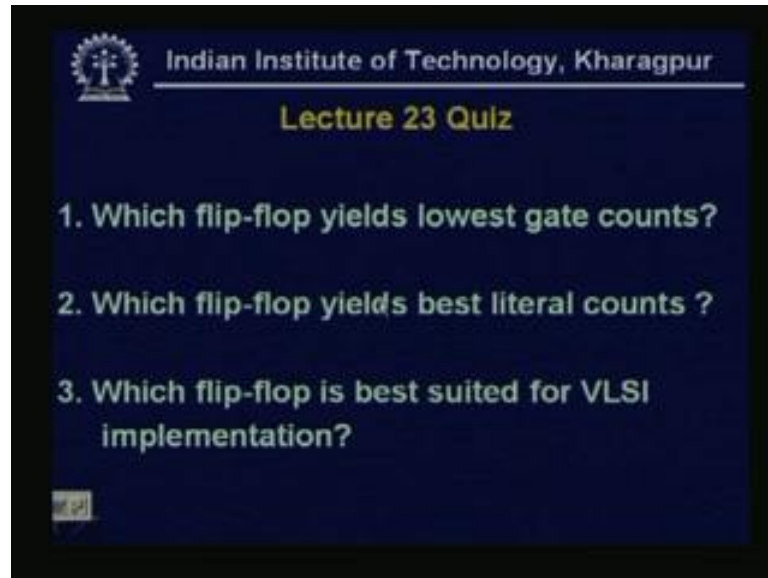 Indian Institute of Technology, Kharagpur
Lecture 23 Quiz
1. Which flip-flop yields lowest gate counts?
2. Which flip-flop yields best literal counts ?
3. Which flip-flop is best suited for VLSI
implementation?